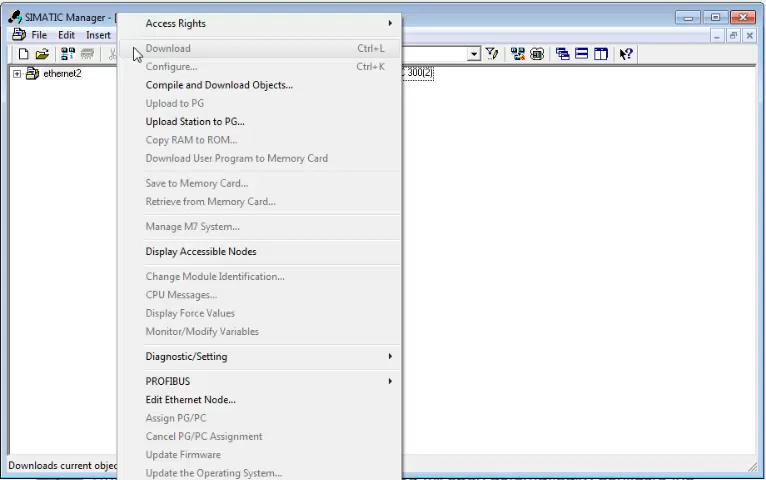 SIMATIC Manager - [
File Edit Insert
ethernet2
300(2)
Access Rights
Download Ctrl+L
Configure... Ctrl+K
Compile and Download Objects...
Upload to PG
Upload Station to PG...
Copy RAM to ROM...
Download User Program to Memory Card
Save to Memory Card...
Retrieve from Memory Card...
Manage M7 System...
Display Accessible Nodes
Change Module Identification...
CPU Messages...
Display Force Values
Monitor/Modify Variables
Diagnostic/Setting
PROFIBUS
Edit Ethernet Node...
Assign PG/PC
Cancel PG/PC Assignment
Update Firmware
Update the Operating System...
Downloads current objec